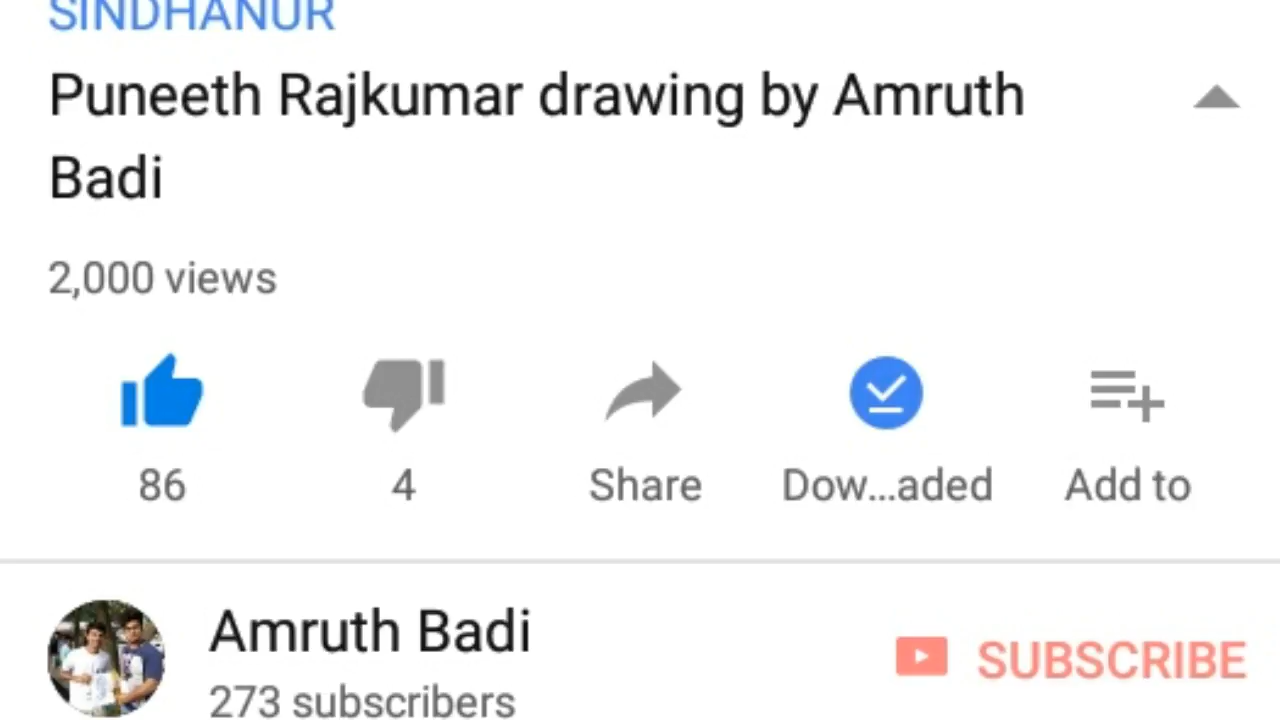 SINDHANUR
Puneeth Rajkumar drawing by Amruth
Badi
2,000 views
86 4 Share Dow...aded Add to
Amruth Badi SUBSCRIBE
273 subscribers